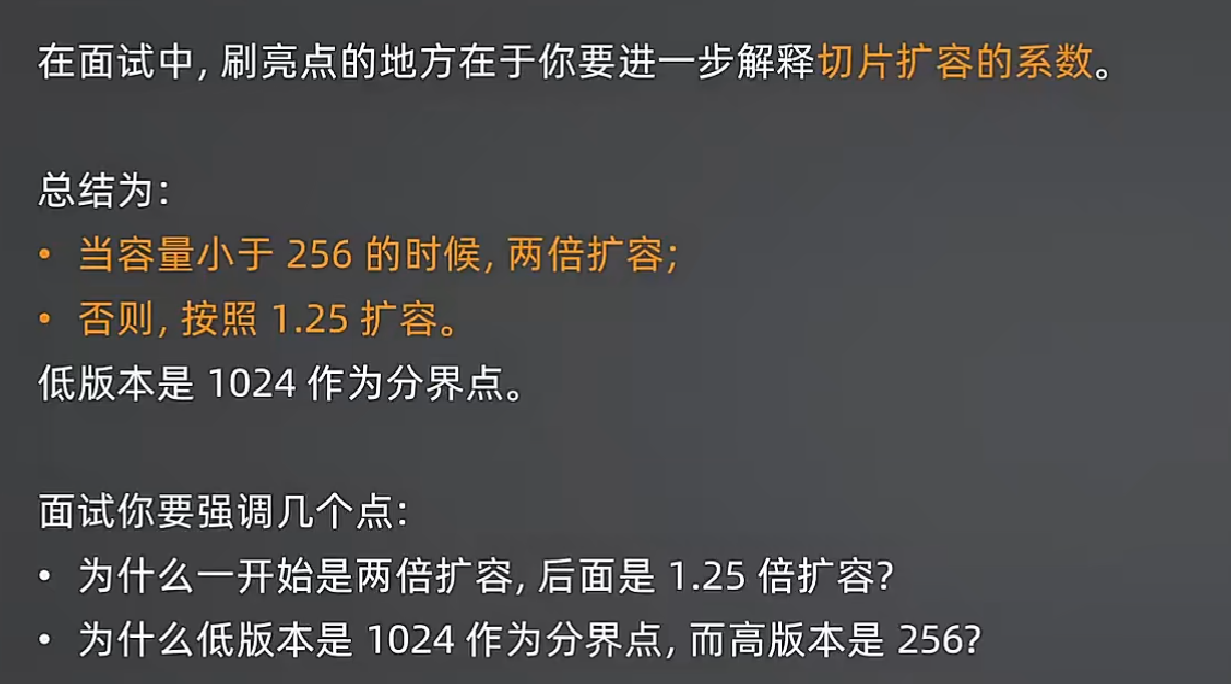 在面试中, 刷亮点的地方在于你要进一步解释切片扩容的系数。
总结为：
• 当容量小于 256 的时候, 两倍扩容；
• 否则, 按照 1.25 扩容。
低版本是 1024 作为分界点。
面试你要强调几个点：
• 为什么一开始是两倍扩容, 后面是 1.25 倍扩容？
• 为什么低版本是 1024 作为分界点, 而高版本是 256？